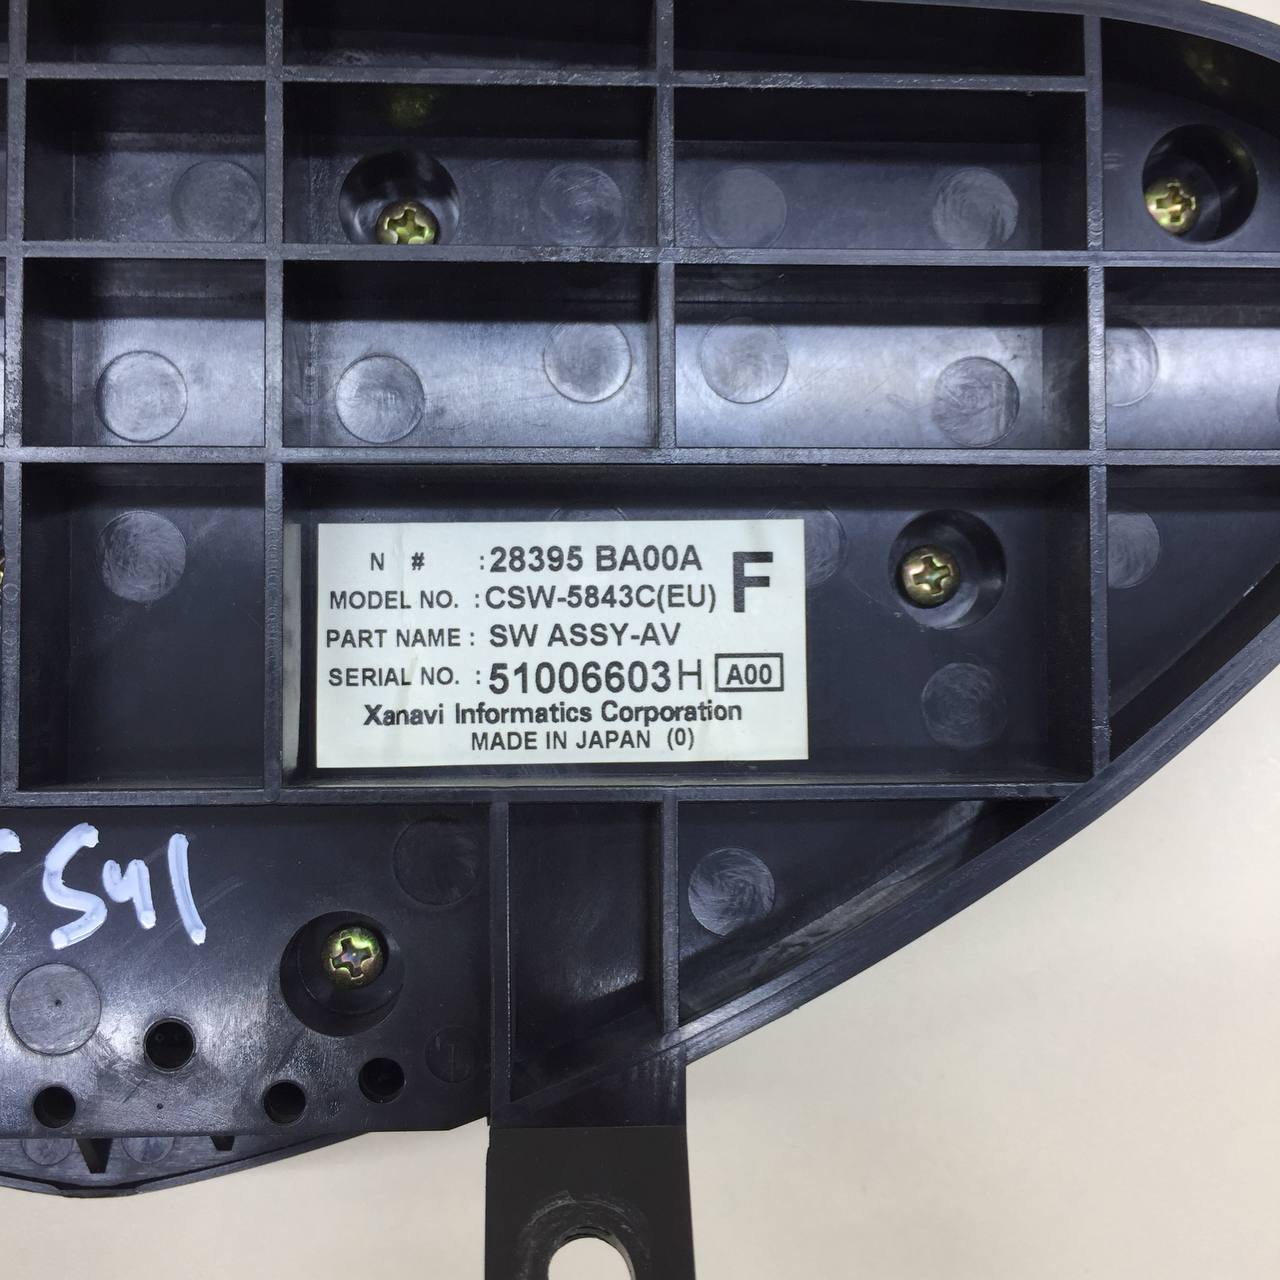 N # : 28395 BA00A F
MODEL NO. : CSW-5843C(EU)
PART NAME : SW ASSY-AV
SERIAL NO. : 51006603H A00
Xanavi Informatics Corporation
MADE IN JAPAN (0)